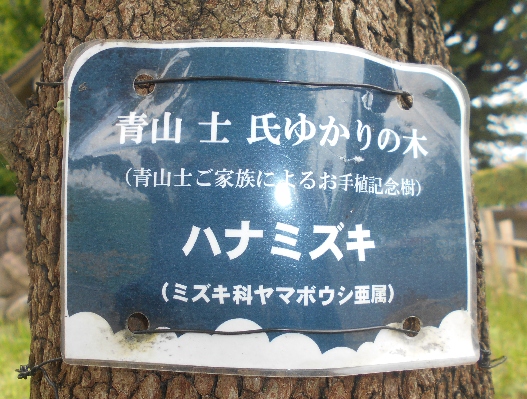 青山 士 氏ゆかりの木
（青山士ご家族によるお手植記念樹）
ハナミズキ
（ミズキ科ヤマボウシ亜属）